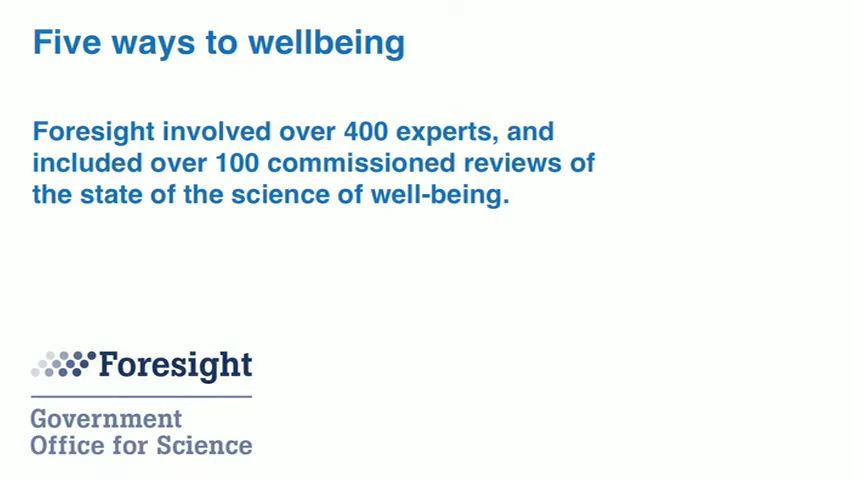 Five ways to wellbeing
Foresight involved over 400 experts, and
included over 100 commissioned reviews of
the state of the science of well-being.
Foresight
Government
Office for Science